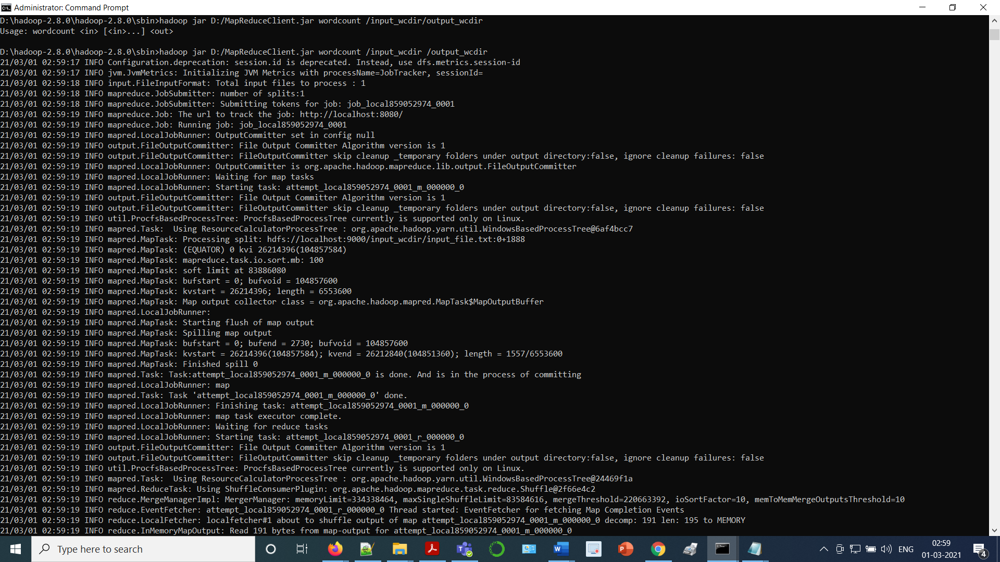 Administrator: Command Prompt
D:\hadoop-2.8.0\hadoop-2.8.0\sbin>hadoop jar D:/MapReduceClient.jar wordcount /input_wcdir/output_wcdir
Usage: wordcount <in> [<in>...] <out>
D:\hadoop-2.8.0\hadoop-2.8.0\sbin>hadoop jar D:/MapReduceClient.jar wordcount /input_wcdir /output_wcdir
21/03/01 02:59:17 INFO Configuration.deprecation: session.id is deprecated. Instead, use dfs.metrics.session-id
21/03/01 02:59:17 INFO jvm.JvmMetrics: Initializing JVM Metrics with processName=JobTracker, sessionId=
21/03/01 02:59:18 INFO input.FileInputFormat: Total input files to process : 1
21/03/01 02:59:18 INFO mapreduce.JobSubmitter: number of splits:1
21/03/01 02:59:18 INFO mapreduce.JobSubmitter: Submitting tokens for job: job_local859052974_0001
21/03/01 02:59:19 INFO mapreduce.Job: The url to track the job: http://localhost:8080/
21/03/01 02:59:19 INFO mapreduce.Job: Running job: job_local859052974_0001
21/03/01 02:59:19 INFO mapred.LocalJobRunner: OutputCommitter set in config null
21/03/01 02:59:19 INFO output.FileOutputCommitter: File Output Committer Algorithm version is 1
21/03/01 02:59:19 INFO output.FileOutputCommitter: FileOutputCommitter skip cleanup _temporary folders under output directory:false, ignore cleanup failures: false
21/03/01 02:59:19 INFO mapred.LocalJobRunner: OutputCommitter is org.apache.hadoop.mapreduce.lib.output.FileOutputCommitter
21/03/01 02:59:19 INFO mapred.LocalJobRunner: Waiting for map tasks
21/03/01 02:59:19 INFO mapred.LocalJobRunner: Starting task: attempt_local859052974_0001_m_000000_0
21/03/01 02:59:19 INFO output.FileOutputCommitter: File Output Committer Algorithm version is 1
21/03/01 02:59:19 INFO output.FileOutputCommitter: FileOutputCommitter skip cleanup _temporary folders under output directory:false, ignore cleanup failures: false
21/03/01 02:59:19 INFO util.ProcfsBasedProcessTree: ProcfsBasedProcessTree currently is supported only on Linux.
21/03/01 02:59:19 INFO mapred.Task:  Using ResourceCalculatorProcessTree : org.apache.hadoop.yarn.util.WindowsBasedProcessTree@6af4bcc7
21/03/01 02:59:19 INFO mapred.MapTask: Processing split: hdfs://localhost:9000/input_wcdir/input_file.txt:0+1888
21/03/01 02:59:19 INFO mapred.MapTask: (EQUATOR) 0 kvi 26214396(104857584)
21/03/01 02:59:19 INFO mapred.MapTask: mapreduce.task.io.sort.mb: 100
21/03/01 02:59:19 INFO mapred.MapTask: soft limit at 83886080
21/03/01 02:59:19 INFO mapred.MapTask: bufstart = 0; bufvoid = 104857600
21/03/01 02:59:19 INFO mapred.MapTask: kvstart = 26214396; length = 6553600
21/03/01 02:59:19 INFO mapred.MapTask: Map output collector class = org.apache.hadoop.mapred.MapTask$MapOutputBuffer
21/03/01 02:59:19 INFO mapred.LocalJobRunner:
21/03/01 02:59:19 INFO mapred.MapTask: Starting flush of map output
21/03/01 02:59:19 INFO mapred.MapTask: Spilling map output
21/03/01 02:59:19 INFO mapred.MapTask: bufstart = 0; bufend = 2730; bufvoid = 104857600
21/03/01 02:59:19 INFO mapred.MapTask: kvstart = 26214396(104857584); kvend = 26212840(104851360); length = 1557/6553600
21/03/01 02:59:19 INFO mapred.MapTask: Finished spill 0
21/03/01 02:59:19 INFO mapred.Task: Task:attempt_local859052974_0001_m_000000_0 is done. And is in the process of committing
21/03/01 02:59:19 INFO mapred.LocalJobRunner: map
21/03/01 02:59:19 INFO mapred.Task: Task 'attempt_local859052974_0001_m_000000_0' done.
21/03/01 02:59:19 INFO mapred.LocalJobRunner: Finishing task: attempt_local859052974_0001_m_000000_0
21/03/01 02:59:19 INFO mapred.LocalJobRunner: map task executor complete.
21/03/01 02:59:19 INFO mapred.LocalJobRunner: Waiting for reduce tasks
21/03/01 02:59:19 INFO mapred.LocalJobRunner: Starting task: attempt_local859052974_0001_r_000000_0
21/03/01 02:59:19 INFO output.FileOutputCommitter: File Output Committer Algorithm version is 1
21/03/01 02:59:19 INFO output.FileOutputCommitter: FileOutputCommitter skip cleanup _temporary folders under output directory:false, ignore cleanup failures: false
21/03/01 02:59:19 INFO util.ProcfsBasedProcessTree: ProcfsBasedProcessTree currently is supported only on Linux.
21/03/01 02:59:19 INFO mapred.Task:  Using ResourceCalculatorProcessTree : org.apache.hadoop.yarn.util.WindowsBasedProcessTree@24469f1a
21/03/01 02:59:19 INFO mapred.ReduceTask: Using ShuffleConsumerPlugin: org.apache.hadoop.mapreduce.task.reduce.Shuffle@2f66e4c2
21/03/01 02:59:19 INFO reduce.MergeManagerImpl: MergerManager: memoryLimit=334338464, maxSingleShuffleLimit=83584616, mergeThreshold=220663392, ioSortFactor=10, memToMemMergeOutputsThreshold=10
21/03/01 02:59:19 INFO reduce.EventFetcher: attempt_local859052974_0001_r_000000_0 Thread started: EventFetcher for fetching Map Completion Events
21/03/01 02:59:19 INFO reduce.LocalFetcher: localfetcher#1 about to shuffle output of map attempt_local859052974_0001_m_000000_0 decomp: 191 len: 195 to MEMORY
21/03/01 02:59:19 INFO reduce.InMemoryMapOutput: Read 191 bytes from map-output for attempt_local859052974_0001_m_000000_0
Type here to search
ENG
02:59
01-03-2021
4